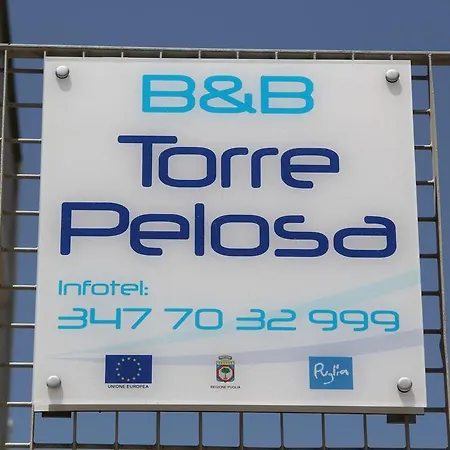 B&B
Torre
Pelosa
Infotel:
347 70 32 999
UNIONE EUROPEA
REGIONE PUGLIA
Puglia